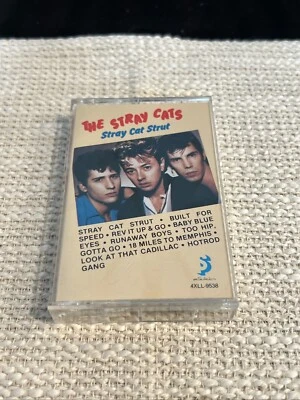 THE STRAY CATS
Stray Cat Strut
STRAY CAT STRUT • BUILT FOR
SPEED • REV IT UP & GO • BABY BLUE
EYES • RUNAWAY BOYS • TOO HIP,
GOTTA GO • 18 MILES TO MEMPHIS •
LOOK AT THAT CADILLAC • HOTROD
GANG
4XLL-9538